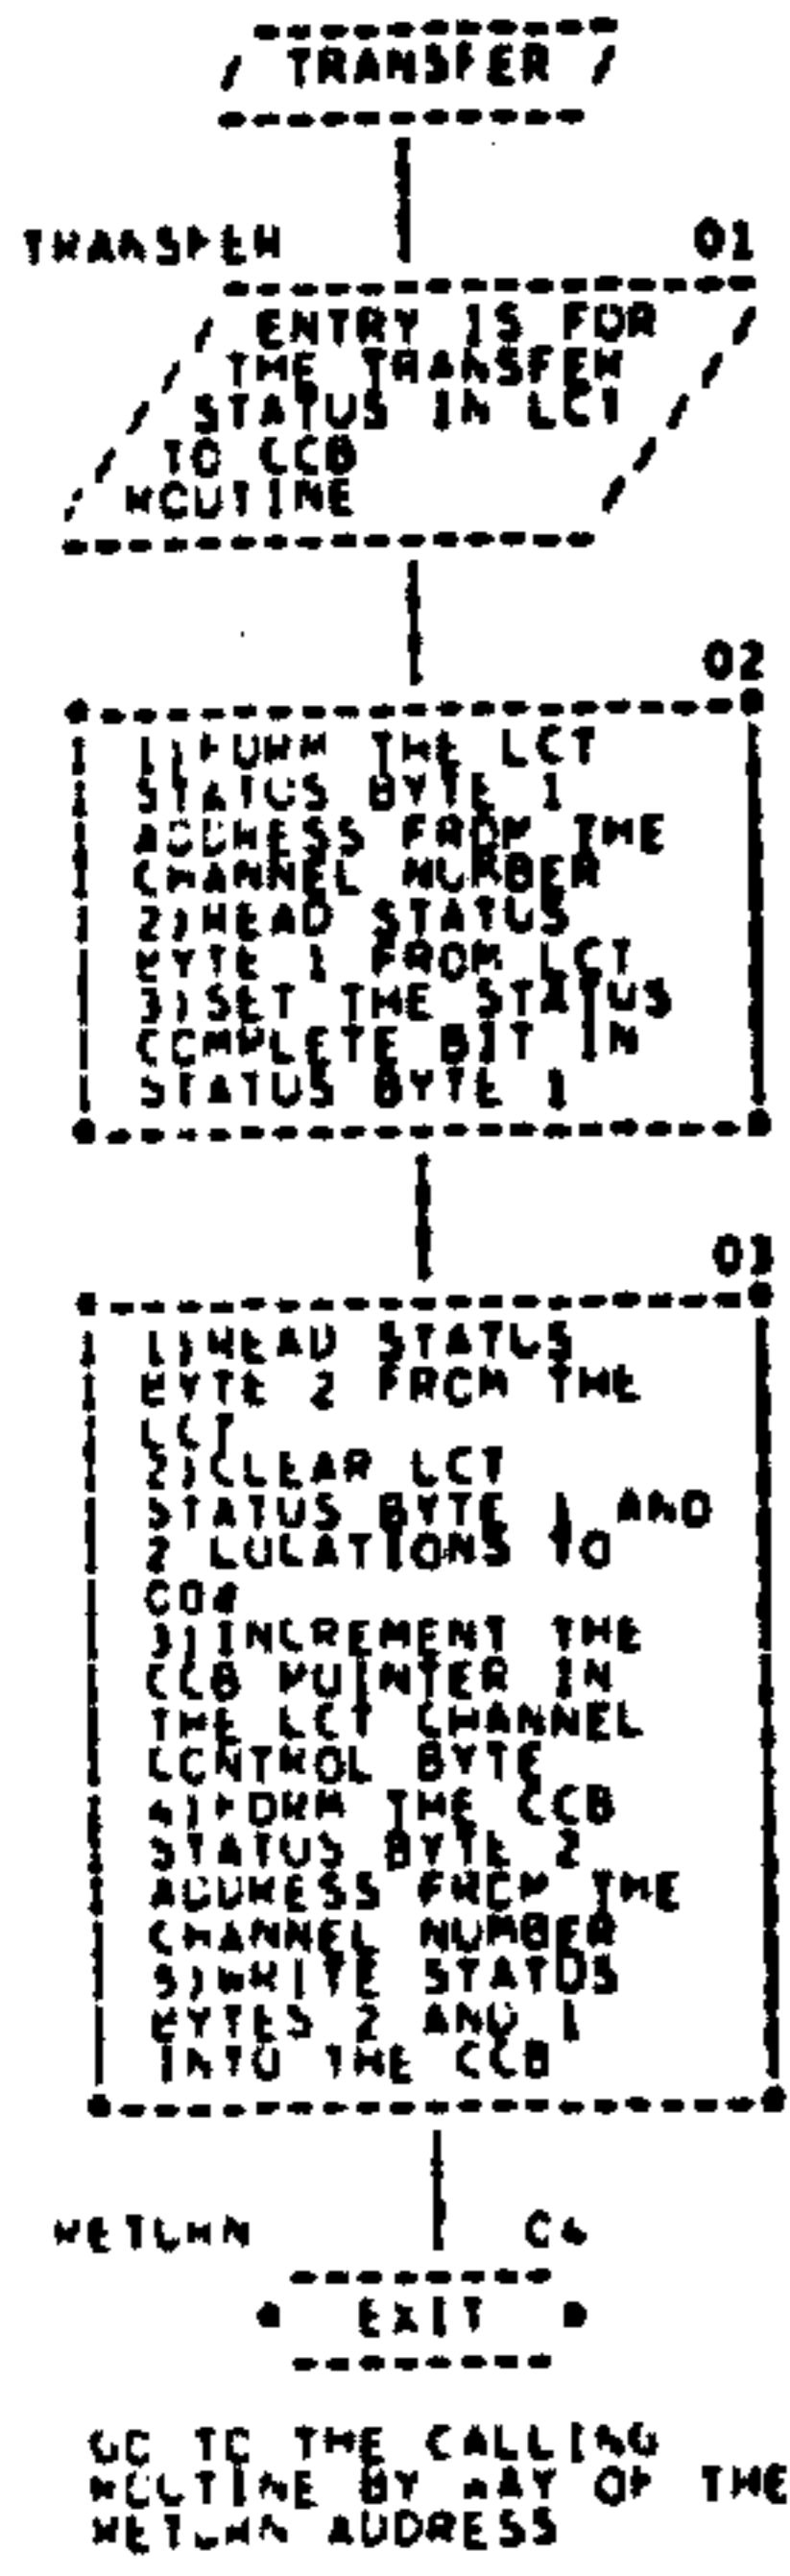 TRANSFER
TRANSFER 01
ENTRY IS FOR
THE TRANSFER
STATUS IN LCT
TO CCB
ROUTINE
02
1)FORM THE LCT
STATUS BYTE 1
ADDRESS FROM THE
CHANNEL NUMBER
2)READ STATUS
BYTE 1 FROM LCT
3)SET THE STATUS
COMPLETE BIT IN
STATUS BYTE 1
03
1)READ STATUS
BYTE 2 FROM THE
LCT
2)CLEAR LCT
STATUS BYTE 1 AND
2 LOCATIONS TO
3)INCREMENT THE
CCB POINTER IN
THE LCT CHANNEL
CONTROL BYTE
4)FORM THE CCB
STATUS BYTE 2
ADDRESS FROM THE
CHANNEL NUMBER
5)WRITE STATUS
BYTES 2 AND 1
INTO THE CCB
RETURN 04
EXIT
GO TO THE CALLING
ROUTINE BY WAY OF THE
RETURN ADDRESS